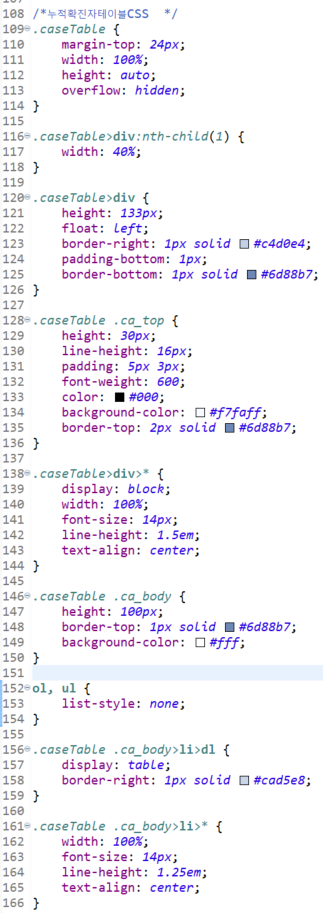 108 /*누적확진자테이블CSS  */
109 .caseTable {
110     margin-top: 24px;
111     width: 100%;
112     height: auto;
113     overflow: hidden;
114 }
115
116 .caseTable>div:nth-child(1) {
117     width: 40%;
118 }
119
120 .caseTable>div {
121     height: 133px;
122     float: left;
123     border-right: 1px solid #c4d0e4;
124     padding-bottom: 1px;
125     border-bottom: 1px solid #6d88b7;
126 }
127
128 .caseTable .ca_top {
129     height: 30px;
130     line-height: 16px;
131     padding: 5px 3px;
132     font-weight: 600;
133     color: #000;
134     background-color: #f7faff;
135     border-top: 2px solid #6d88b7;
136 }
137
138 .caseTable>div>* {
139     display: block;
140     width: 100%;
141     font-size: 14px;
142     line-height: 1.5em;
143     text-align: center;
144 }
145
146 .caseTable .ca_body {
147     height: 100px;
148     border-top: 1px solid #6d88b7;
149     background-color: #fff;
150 }
151
152 ol, ul {
153     list-style: none;
154 }
155
156 .caseTable .ca_body>li>dl {
157     display: table;
158     border-right: 1px solid #cad5e8;
159 }
160
161 .caseTable .ca_body>li>* {
162     width: 100%;
163     font-size: 14px;
164     line-height: 1.25em;
165     text-align: center;
166 }